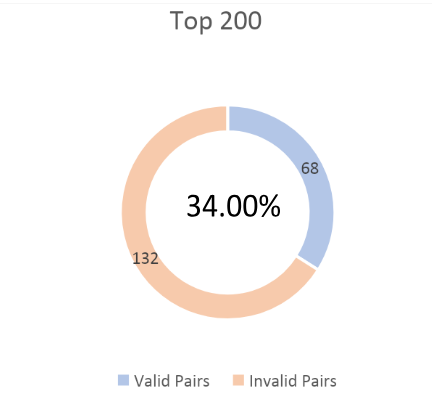 Top 200
68
34.00%
132
Valid Pairs Invalid Pairs